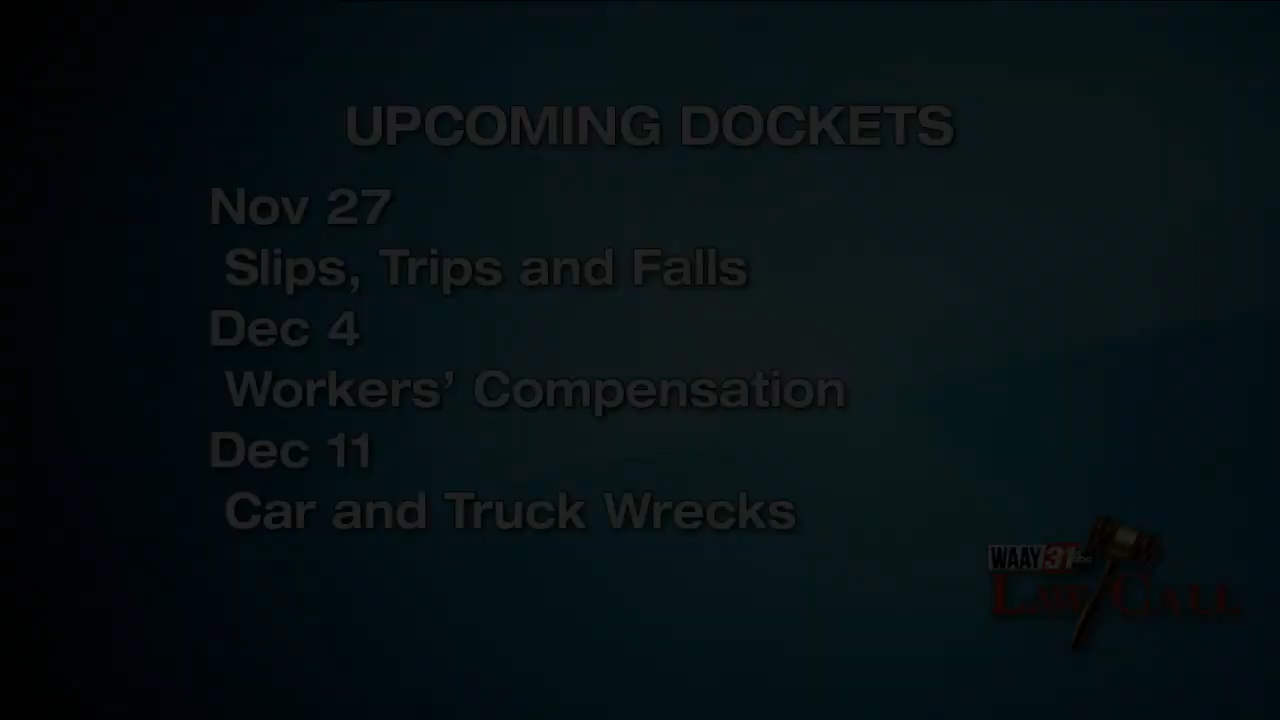 UPCOMING DOCKETS
Nov 27
Slips, Trips and Falls
Dec 4
Workers’ Compensation
Dec 11
Car and Truck Wrecks
WAAY 31 abc
LAW CALL